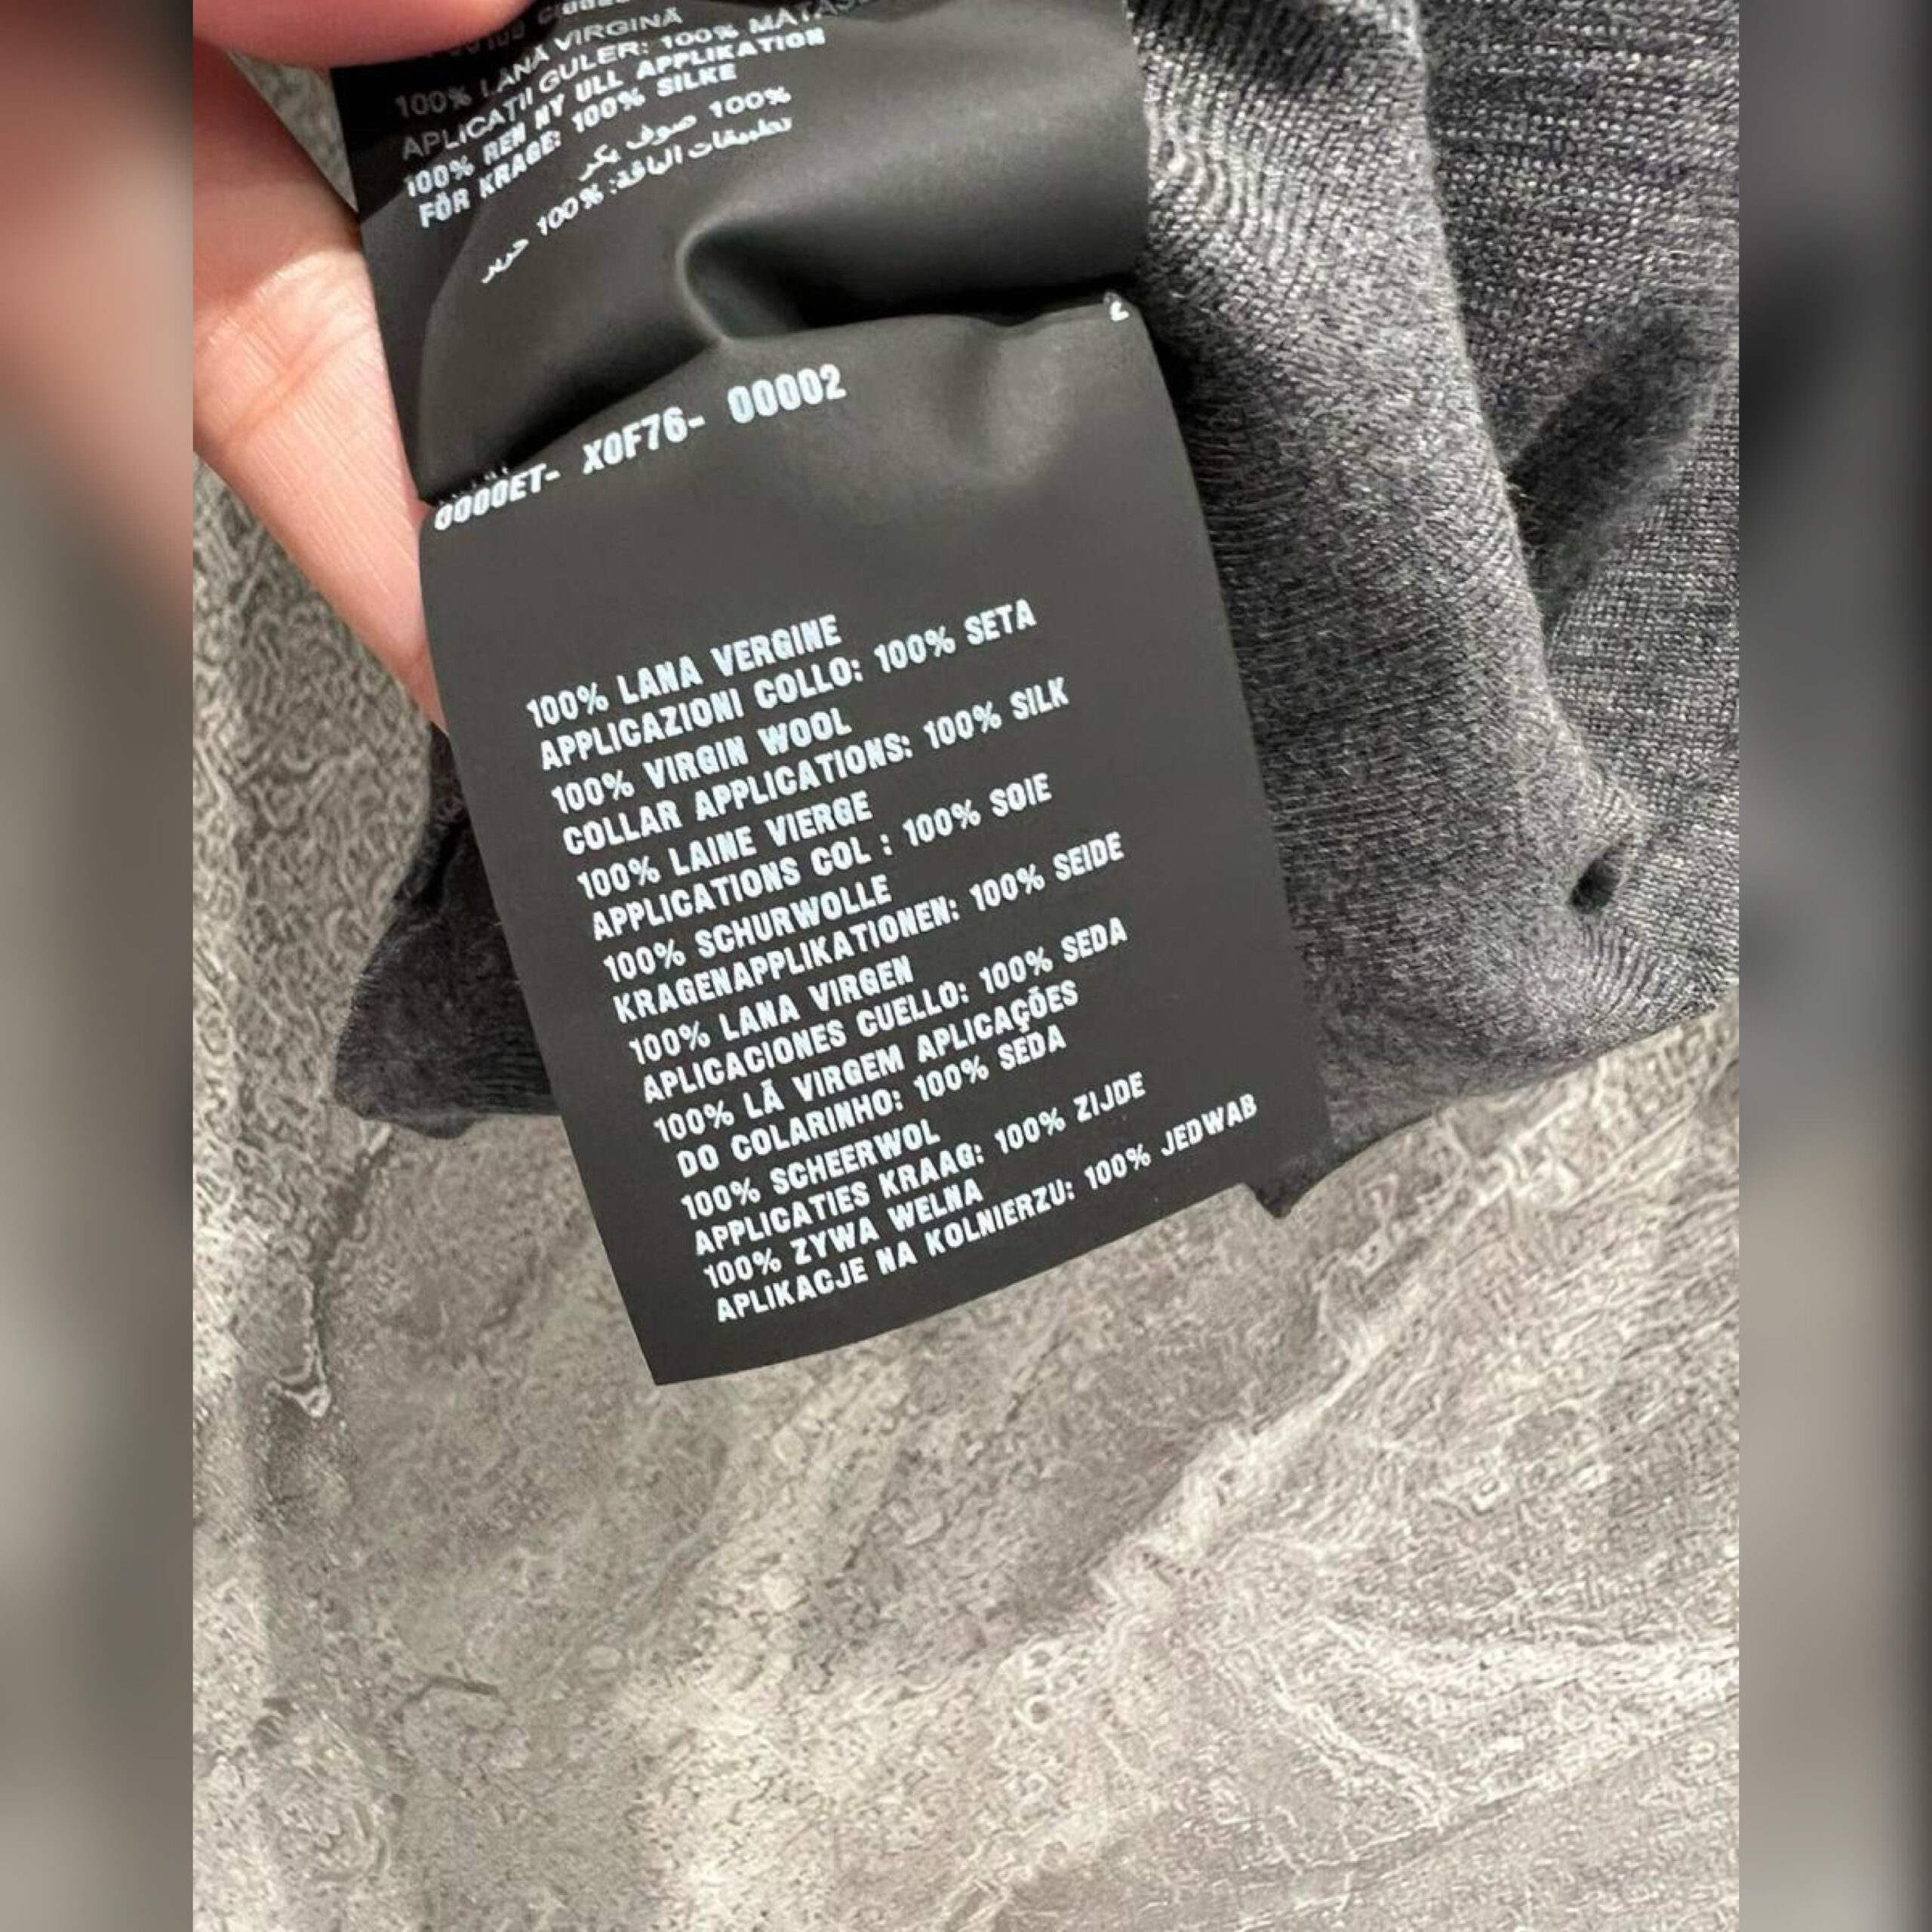 100% LÂNĂ VIRGINĂ
APLICAȚII GULER: 100% MĂTASE
100% REN NY ULL APPLIKATION
FÖR KRAGE: 100% SILKE
100% صوف بكر
تطبيقات الياقة: 100% حرير
2
0000ET- X0F76- 00002
100% LANA VERGINE
APPLICAZIONI COLLO: 100% SETA
100% VIRGIN WOOL
COLLAR APPLICATIONS: 100% SILK
100% LAINE VIERGE
APPLICATIONS COL : 100% SOIE
100% SCHURWOLLE
KRAGENAPPLIKATIONEN: 100% SEIDE
100% LANA VIRGEN
APLICACIONES CUELLO: 100% SEDA
100% LÃ VIRGEM APLICAÇÕES
DO COLARINHO: 100% SEDA
100% SCHEERWOL
APPLICATIES KRAAG: 100% ZIJDE
100% ZYWA WELNA
APLIKACJE NA KOLNIERZU: 100% JEDWAB